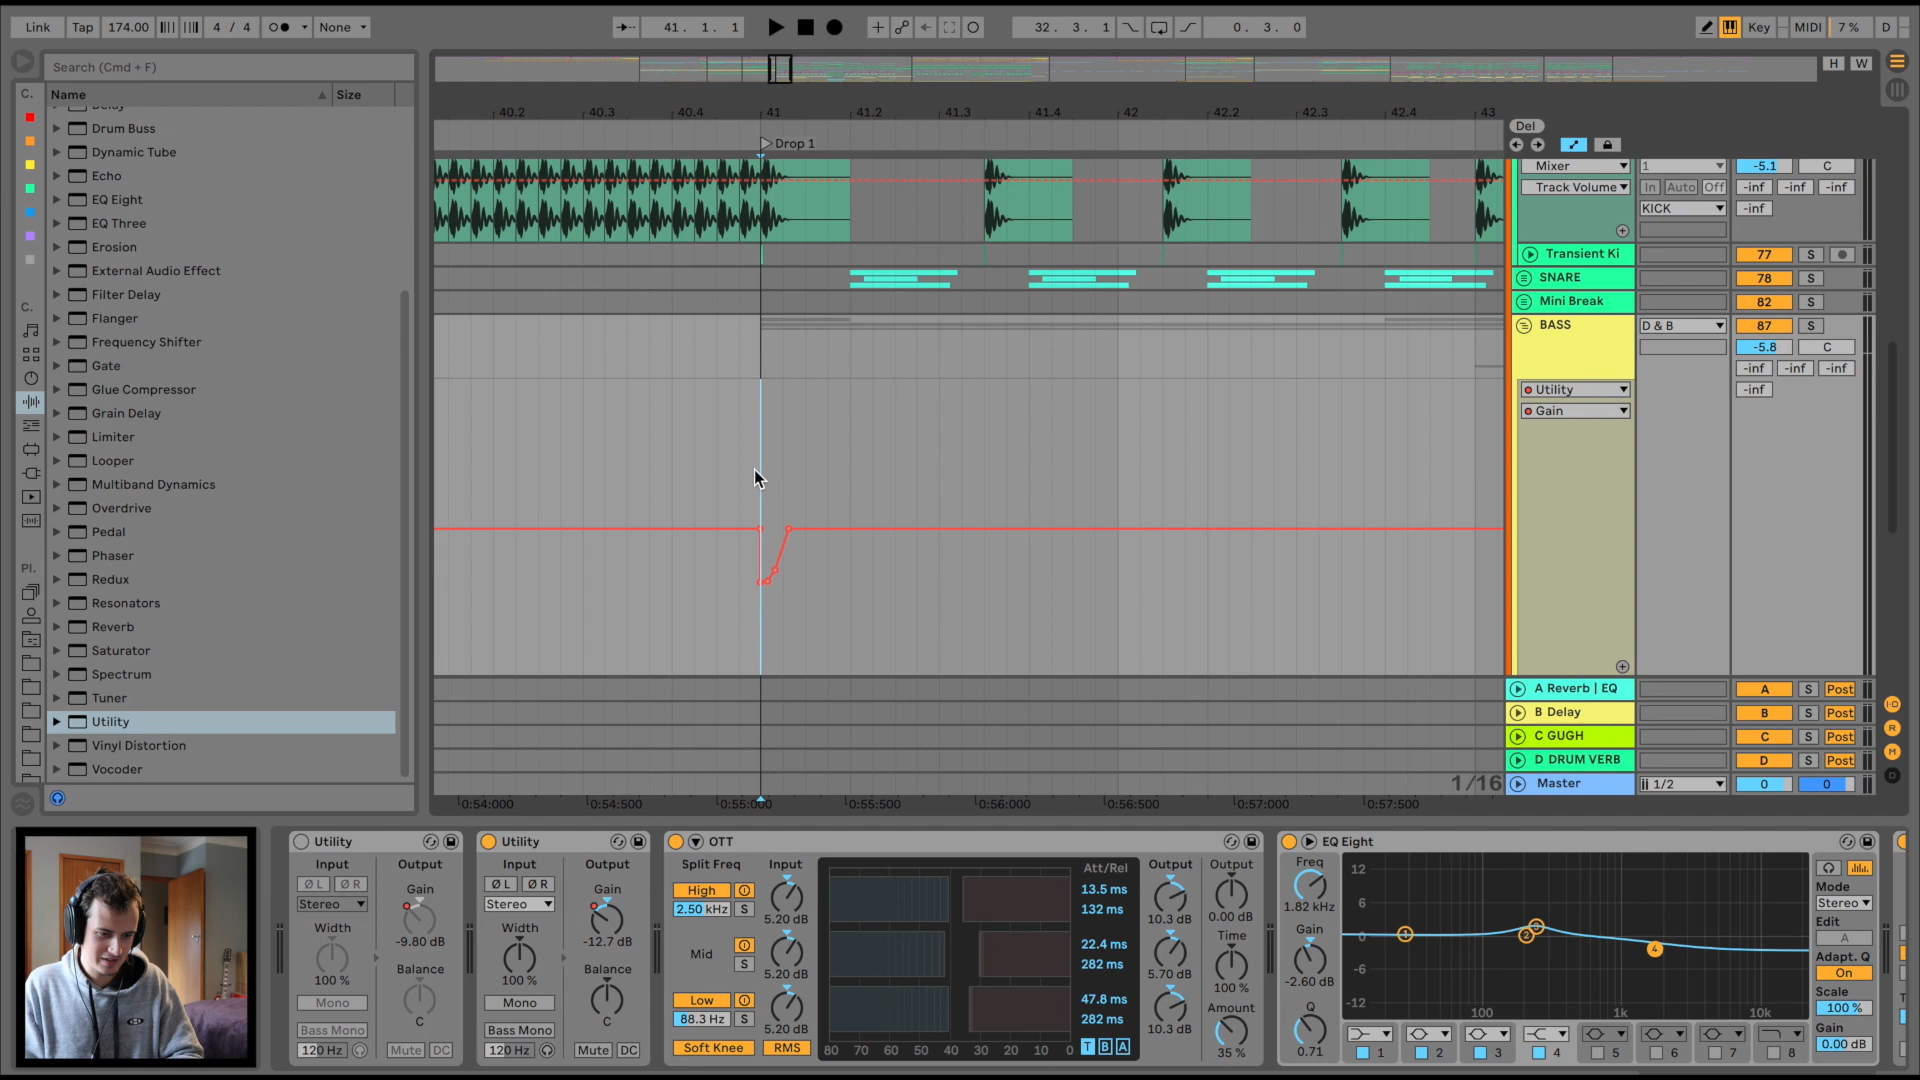 Link Tap 174.00 4 / 4 None 41. 1. 1 32. 3. 1 0. 3. 0 Key MIDI 7 % D
Search (Cmd + F)
H W
C. Name Size
Delay
Drum Buss
Dynamic Tube
Echo
EQ Eight
EQ Three
Erosion
External Audio Effect
Filter Delay
C. Flanger
Frequency Shifter
Gate
Glue Compressor
Grain Delay
Limiter
Looper
Multiband Dynamics
Overdrive
Pedal
Phaser
Pl. Redux
Resonators
Reverb
Saturator
Spectrum
Tuner
Utility
Vinyl Distortion
Vocoder
40.2 40.3 40.4 41 41.2 41.3 41.4 42 42.2 42.3 42.4 43
Del
Drop 1
Mixer 1 -5.1 C
Track Volume In Auto Off -inf -inf -inf
KICK -inf
Transient Ki 77 S
SNARE 78 S
Mini Break 82 S
BASS D & B 87 S
-5.8 C
-inf -inf -inf
Utility -inf
Gain
A Reverb | EQ A S Post
B Delay B S Post
C GUGH C S Post
D DRUM VERB D S Post
1/16 Master 1/2 0 0
I·O
R
M
D
0:54:000 0:54:500 0:55:000 0:55:500 0:56:000 0:56:500 0:57:000 0:57:500
Utility
Input Output
Ø L Ø R Gain
Stereo
Width -9.80 dB
Balance
100 %
Mono
Bass Mono C
120 Hz Mute DC
Utility
Input Output
Ø L Ø R Gain
Stereo
Width -12.7 dB
Balance
100 %
Mono
Bass Mono C
120 Hz Mute DC
OTT
Split Freq Input Att/Rel Output Output
High 13.5 ms
2.50 kHz S 5.20 dB 132 ms 10.3 dB 0.00 dB
Mid 22.4 ms Time
S 5.20 dB 282 ms 5.70 dB 100 %
Low 47.8 ms Amount
88.3 Hz S 5.20 dB 282 ms 10.3 dB
Soft Knee RMS 80 70 60 50 40 30 20 10 0 T B A 35 %
EQ Eight
Freq 12 Mode
1.82 kHz 6 Stereo
Gain 1 2 3 4 0 Edit
A
-2.60 dB -6 Adapt. Q
On
Q -12 100 1k 10k Scale
100 %
0.71 Gain
1 2 3 4 5 6 7 8 0.00 dB